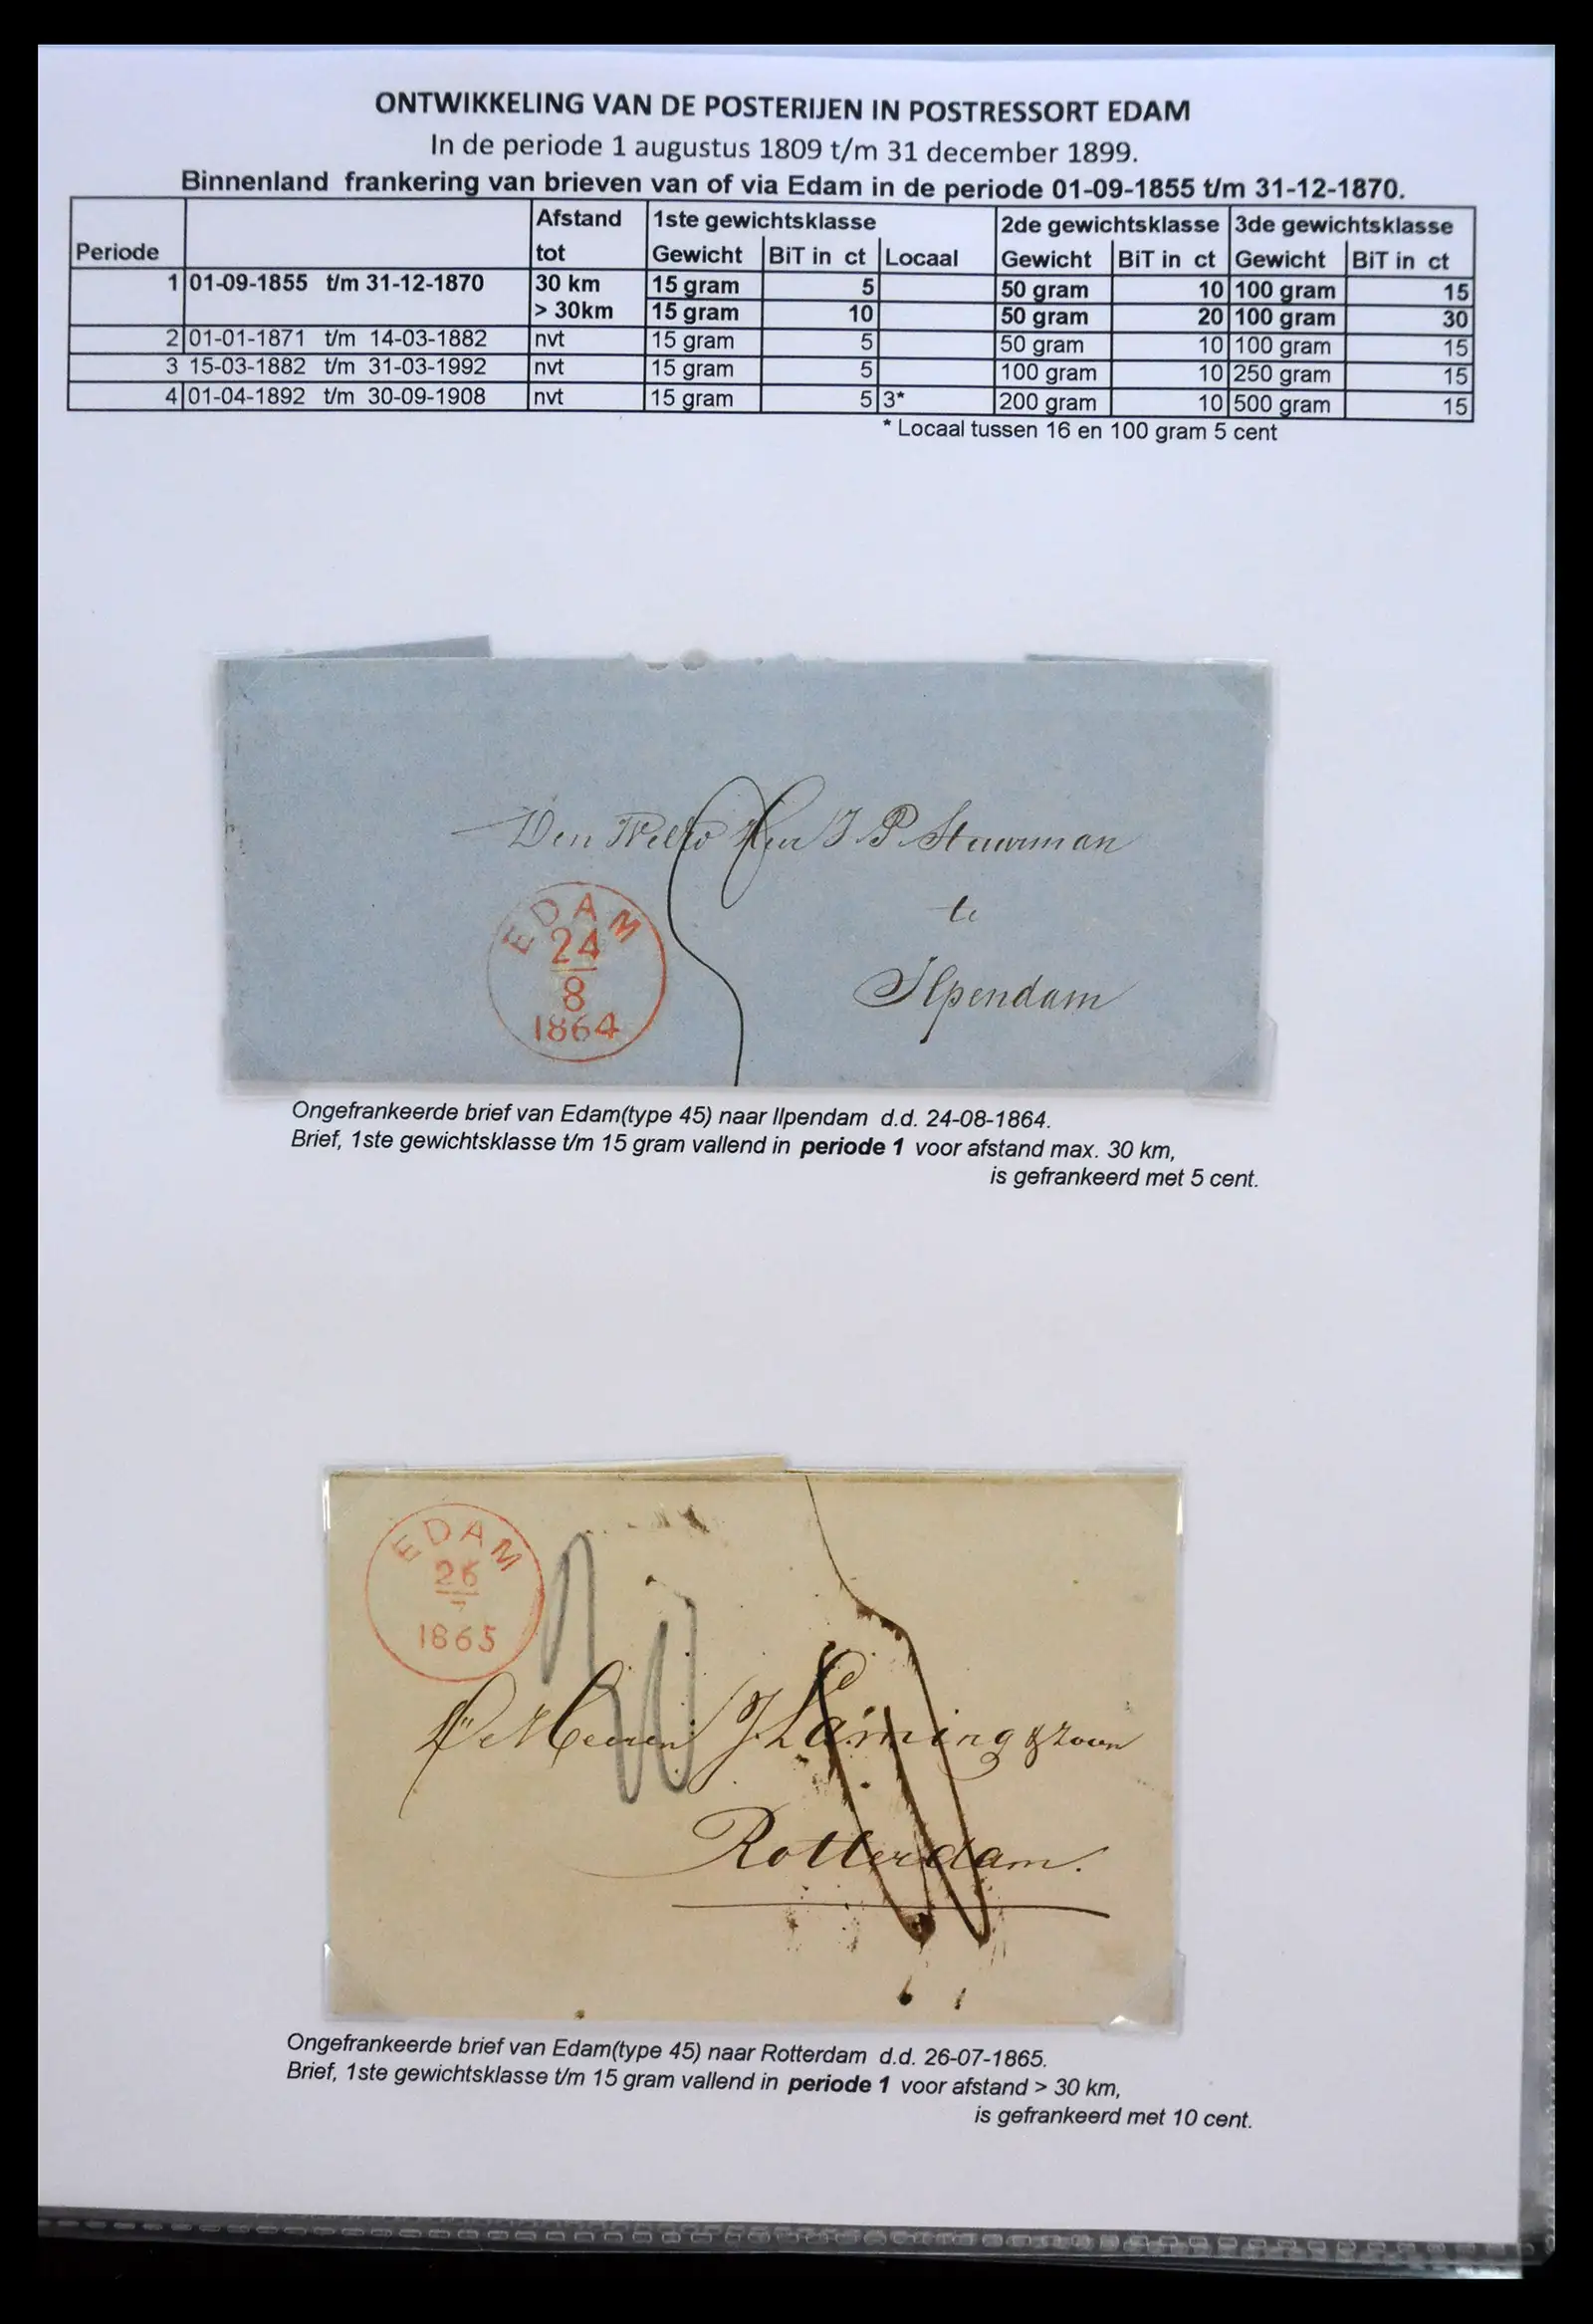 ONTWIKKELING VAN DE POSTERIJEN IN POSTRESSORT EDAM
In de periode 1 augustus 1809 t/m 31 december 1899.
Binnenland frankering van brieven van of via Edam in de periode 01-09-1855 t/m 31-12-1870.
Afstand 1ste gewichtsklasse 2de gewichtsklasse 3de gewichtsklasse
Periode tot Gewicht BiT in ct Locaal Gewicht BiT in ct Gewicht BiT in ct
1 01-09-1855 t/m 31-12-1870 30 km 15 gram 5 50 gram 10 100 gram 15
> 30km 15 gram 10 50 gram 20 100 gram 30
2 01-01-1871 t/m 14-03-1882 nvt 15 gram 5 50 gram 10 100 gram 15
3 15-03-1882 t/m 31-03-1992 nvt 15 gram 5 100 gram 10 250 gram 15
4 01-04-1892 t/m 30-09-1908 nvt 15 gram 5 3* 200 gram 10 500 gram 15
* Locaal tussen 16 en 100 gram 5 cent
Den Heer J P Stuurman
te
Ilpendam
EDAM
24
8
1864
Ongefrankeerde brief van Edam(type 45) naar Ilpendam d.d. 24-08-1864.
Brief, 1ste gewichtsklasse t/m 15 gram vallend in periode 1 voor afstand max. 30 km,
is gefrankeerd met 5 cent.
EDAM
26
7
1865
De Heeren J. Laming & Zoon
Rotterdam.
Ongefrankeerde brief van Edam(type 45) naar Rotterdam d.d. 26-07-1865.
Brief, 1ste gewichtsklasse t/m 15 gram vallend in periode 1 voor afstand > 30 km,
is gefrankeerd met 10 cent.